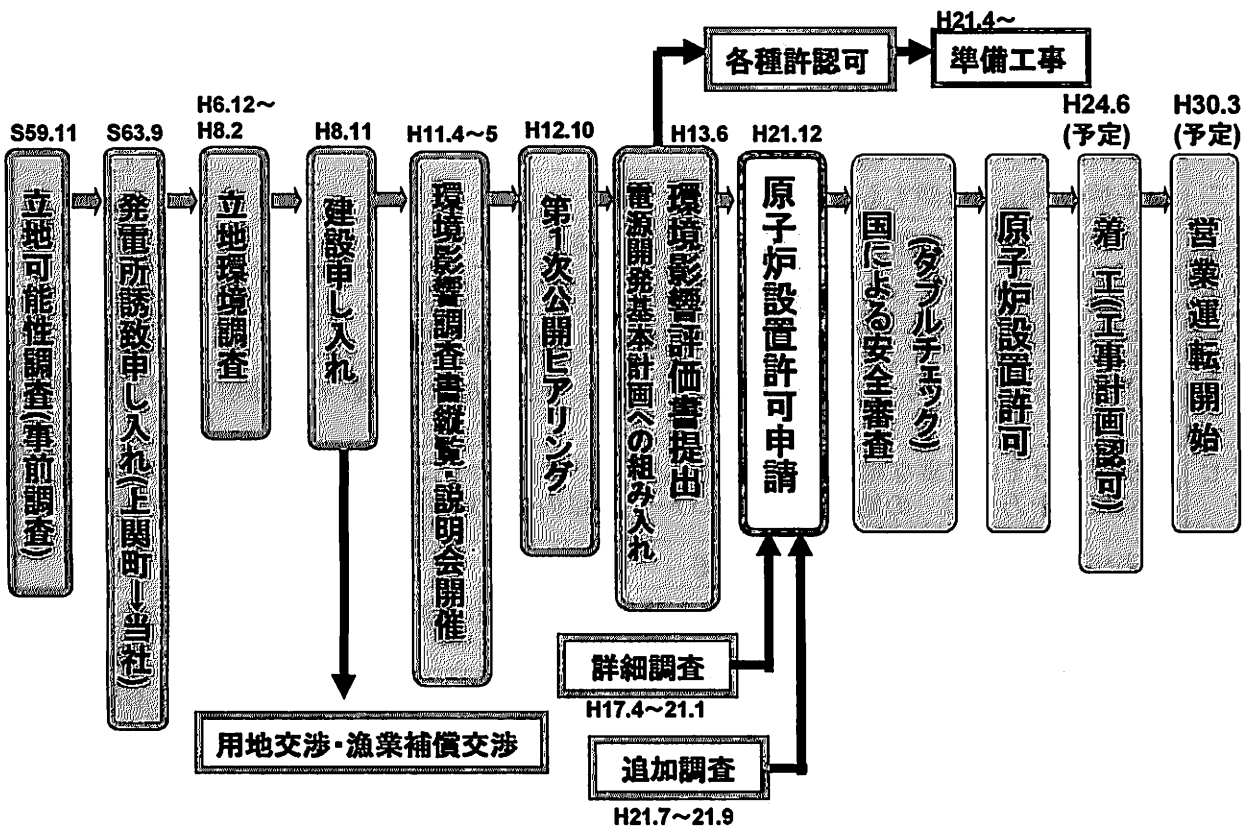 H21.4～
各種許認可
準備工事
S59.11
立地可能性調査(事前調査)
S63.9
発電所誘致申し入れ(上関町→当社)
H6.12～
H8.2
立地環境調査
H8.11
建設申し入れ
H11.4～5
環境影響調査書縦覧・説明会開催
H12.10
第1次公開ヒアリング
H13.6
環境影響評価書提出
電源開発基本計画への組み入れ
H21.12
原子炉設置許可申請
国による安全審査
(ダブルチェック)
原子炉設置許可
H24.6
(予定)
着工(工事計画認可)
H30.3
(予定)
営業運転開始
詳細調査
H17.4～21.1
用地交渉・漁業補償交渉
追加調査
H21.7～21.9